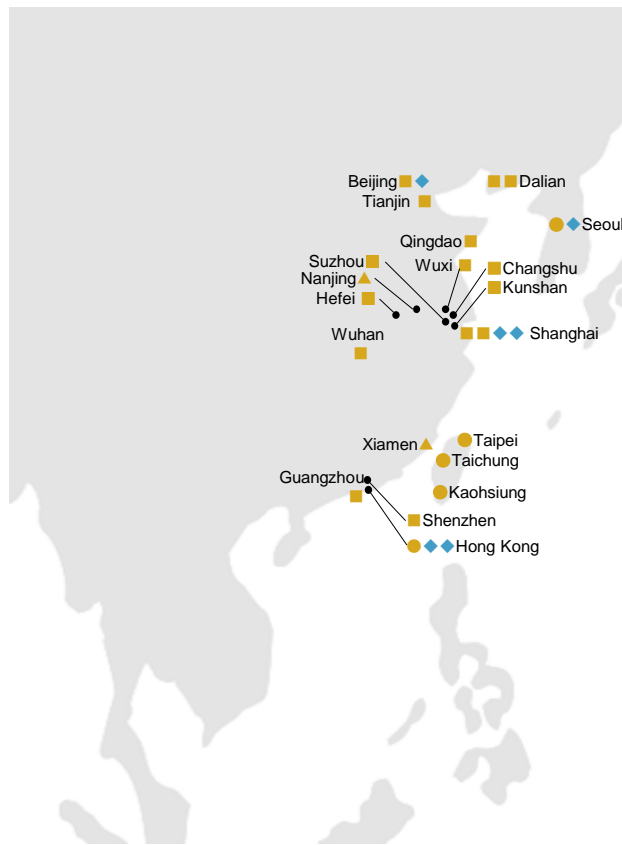 Beijing
Dalian
Tianjin
Seoul
Qingdao
Suzhou
Wuxi
Changshu
Nanjing
Kunshan
Hefei
Wuhan
Shanghai
Xiamen
Taipei
Taichung
Guangzhou
Kaohsiung
Shenzhen
Hong Kong